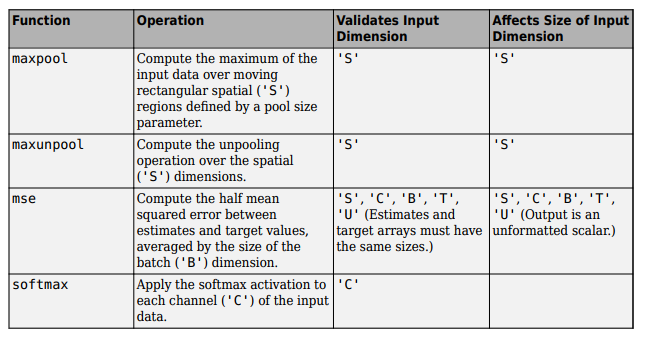 Function Operation Validates Input Dimension Affects Size of Input Dimension
maxpool
Compute the maximum of the
input data over moving
rectangular spatial ('S')
regions defined by a pool size
parameter.
'S'
'S'
maxunpool
Compute the unpooling
operation over the spatial
('S') dimensions.
'S'
'S'
mse
Compute the half mean
squared error between
estimates and target values,
averaged by the size of the
batch ('B') dimension.
'S', 'C', 'B', 'T',
'U' (Estimates and
target arrays must have
the same sizes.)
'S', 'C', 'B', 'T',
'U' (Output is an
unformatted scalar.)
softmax
Apply the softmax activation to
each channel ('C') of the input
data.
'C'